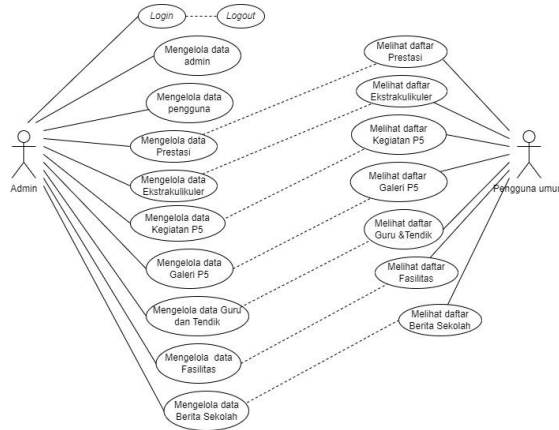 Login
Logout
Mengelola data
admin
Mengelola data
pengguna
Mengelola data
Prestasi
Mengelola data
Ekstrakulikuler
Mengelola data
Kegiatan P5
Mengelola data
Galeri P5
Mengelola data Guru
dan Tendik
Mengelola data
Fasilitas
Mengelola data
Berita Sekolah
Admin
Melihat daftar
Prestasi
Melihat daftar
Ekstrakulikuler
Melihat daftar
Kegiatan P5
Melihat daftar
Galeri P5
Melihat daftar
Guru &Tendik
Melihat daftar
Fasilitas
Melihat daftar
Berita Sekolah
Pengguna umum